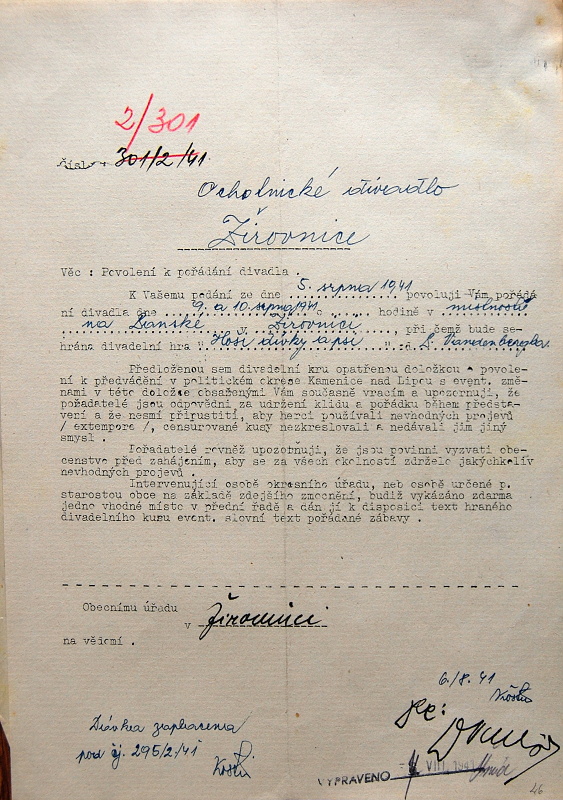 2/301
Číslo: 301/2/41
Ochotnické divadlo
Žirovnice
Věc : Povolení k pořádání divadla .
K Vašemu podání ze dne 5. srpna 1941 povoluji Vám pořádá
ní divadla dne 9. a 10. srpna 1941 o ...... hodině v místnosti
na Lánské v Žirovnici, při čemž bude se-
hrána divadelní hra " Hoši dívky a psi " od L. Vandenbergha.
Předloženou sem divadelní kru opatřenou doložkou o povole
ní k předvádění v politickém okrese Kamenice nad Lipou s event. změ-
nami v této doložce obsaženými Vám současně vracím a upozornuji, že
pořadatelé jsou odpovědni za udržení klidu a pořádku během předsta-
vení a že nesmí připustiti, aby herci používali nevhodných projevů
/ extempore /, censurované kusy nezkreslovali a nedávali jim jiný
smysl .
Pořadatelé rovněž upozorňuji, že jsou povinni vyzvati obe-
censtvo před zahájením, aby se za všech okolností zdrželo jakýchkoliv
nevhodných projevů .
Intervenující osobě okresního úřadu, neb osobě určené p.
starostou obce na základě zdejšího zmocnění, budiž vykázáno zdarma
jedno vhodné místo v přední řadě a dán jí k disposici text hraného
divadelního kusu event. slovní text pořádané zábavy .
Obecnímu úřadu
v Žirovnici
na vědomí .
6./8. 41
Dávka zaplacena
pod čj. 295/2/41
VYPRAVENO VIII. 1941
46